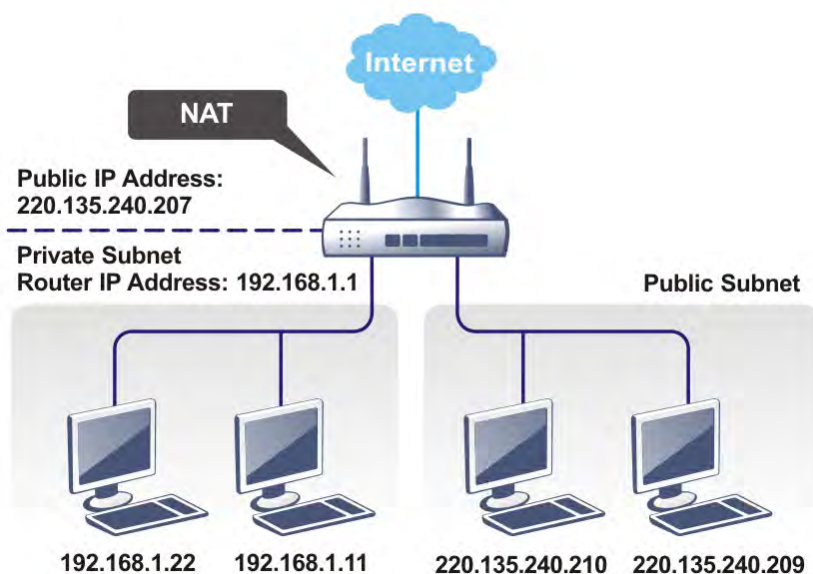 Internet
NAT
Public IP Address:
220.135.240.207
Private Subnet
Router IP Address: 192.168.1.1
Public Subnet
192.168.1.22
192.168.1.11
220.135.240.210
220.135.240.209